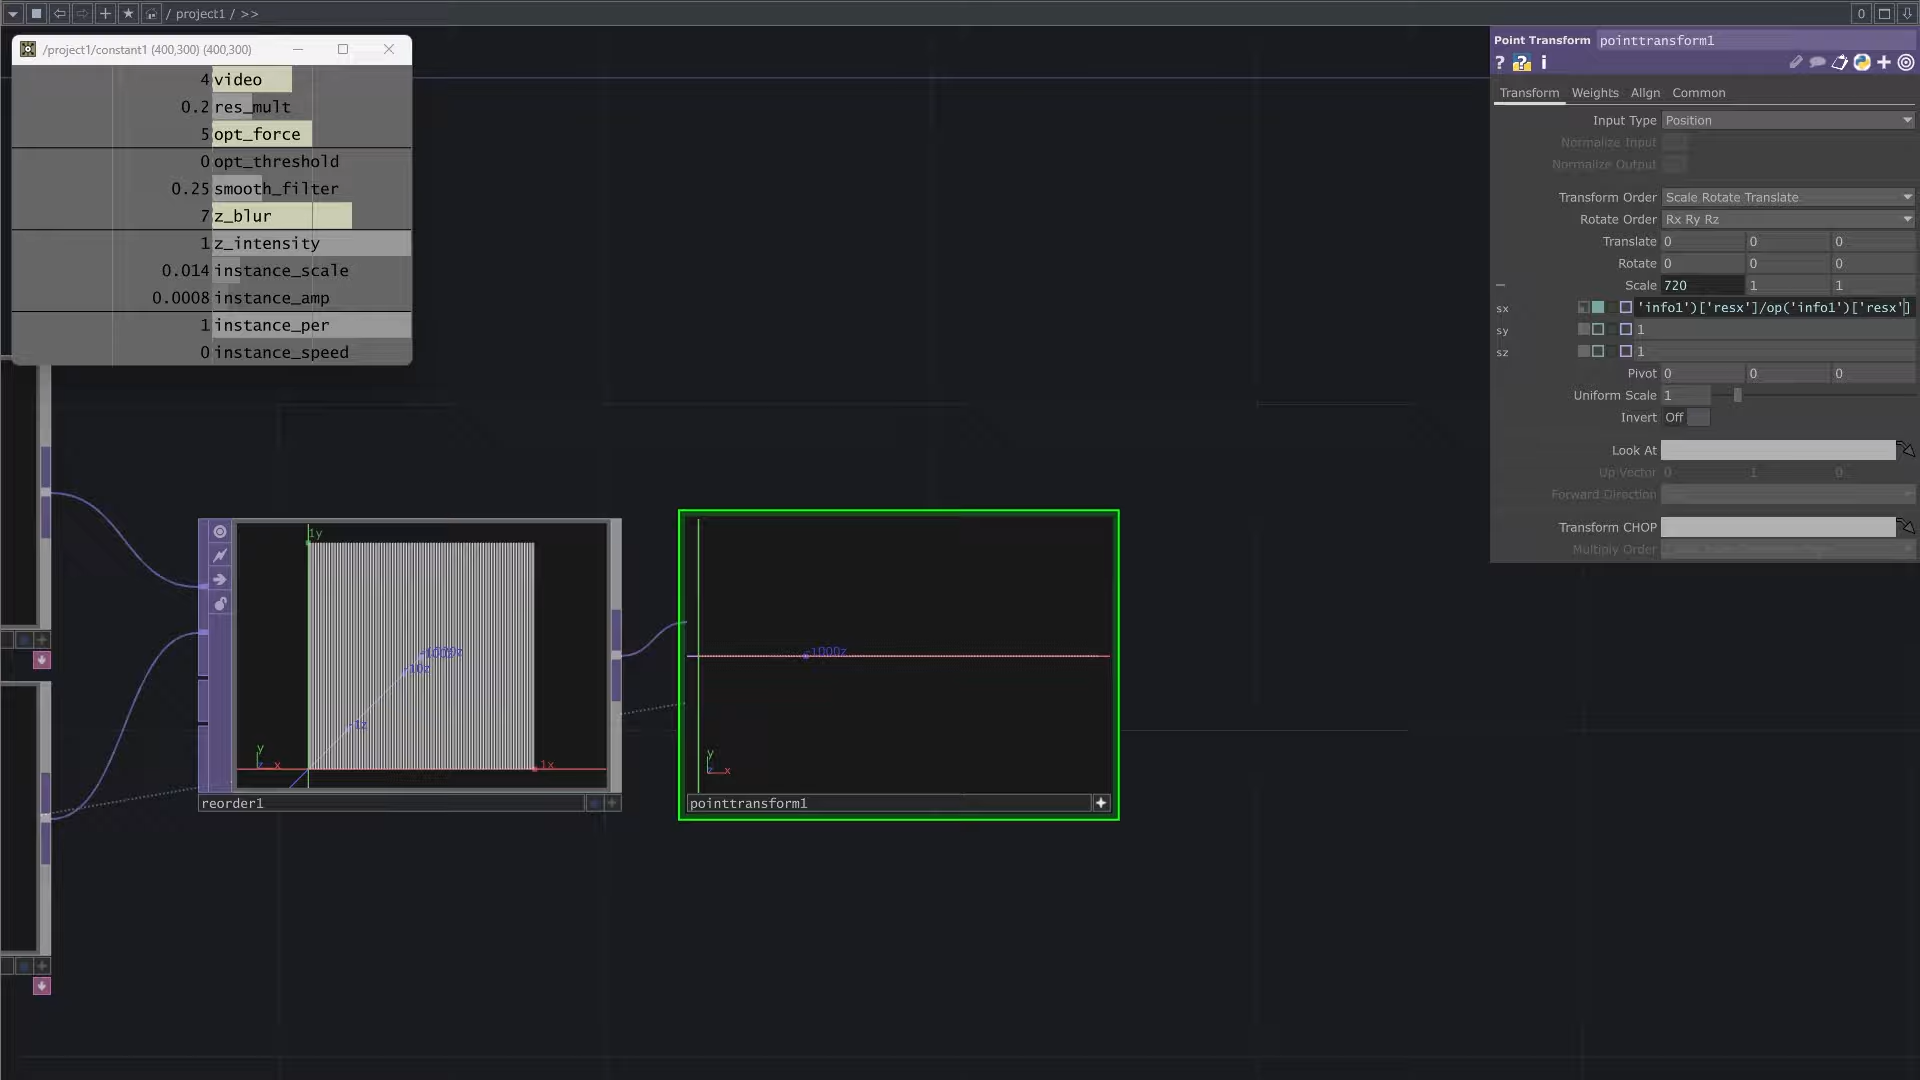 / project1 / >>
0
/project1/constant1 (400,300) (400,300)
4 video
0.2 res_mult
5 opt_force
0 opt_threshold
0.25 smooth_filter
7 z_blur
1 z_intensity
0.014 instance_scale
0.0008 instance_amp
1 instance_per
0 instance_speed
Point Transform pointtransform1
? ? i
Transform Weights Align Common
Input Type Position
Normalize Input
Normalize Output
Transform Order Scale Rotate Translate
Rotate Order Rx Ry Rz
Translate 0 0 0
Rotate 0 0 0
Scale 720 1 1
sx 'info1')['resx']/op('info1')['resx']
sy 1
sz 1
Pivot 0 0 0
Uniform Scale 1
Invert Off
Look At
Up Vector 0 1 0
Forward Direction
Transform CHOP
Multiply Order
1y
-10z
-1z
y
z x
1x
reorder1
-1000z
y
z x
pointtransform1